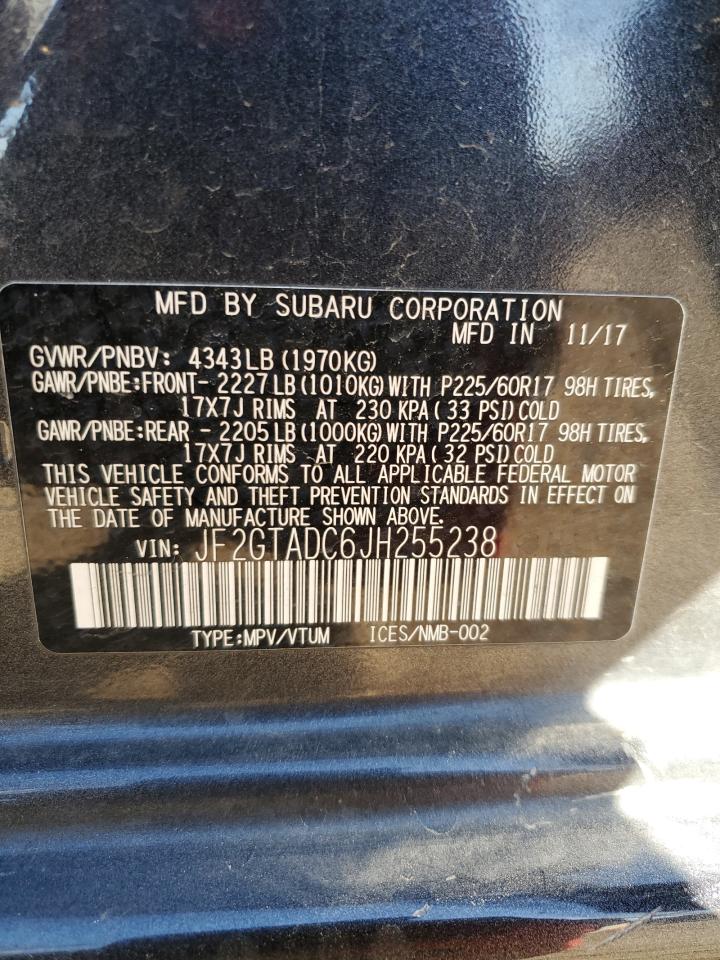 MFD BY SUBARU CORPORATION
MFD IN 11/17
GVWR/PNBV: 4343LB(1970KG)
GAWR/PNBE:FRONT- 2227LB(1010KG)WITH P225/60R17 98H TIRES,
17X7J RIMS AT 230 KPA( 33 PSI)COLD
GAWR/PNBE:REAR - 2205LB(1000KG)WITH P225/60R17 98H TIRES,
17X7J RIMS AT 220 KPA( 32 PSI)COLD
THIS VEHICLE CONFORMS TO ALL APPLICABLE FEDERAL MOTOR
VEHICLE SAFETY AND THEFT PREVENTION STANDARDS IN EFFECT ON
THE DATE OF MANUFACTURE SHOWN ABOVE.
VIN: JF2GTADC6JH255238
TYPE:MPV/VTUM ICES/NMB-002